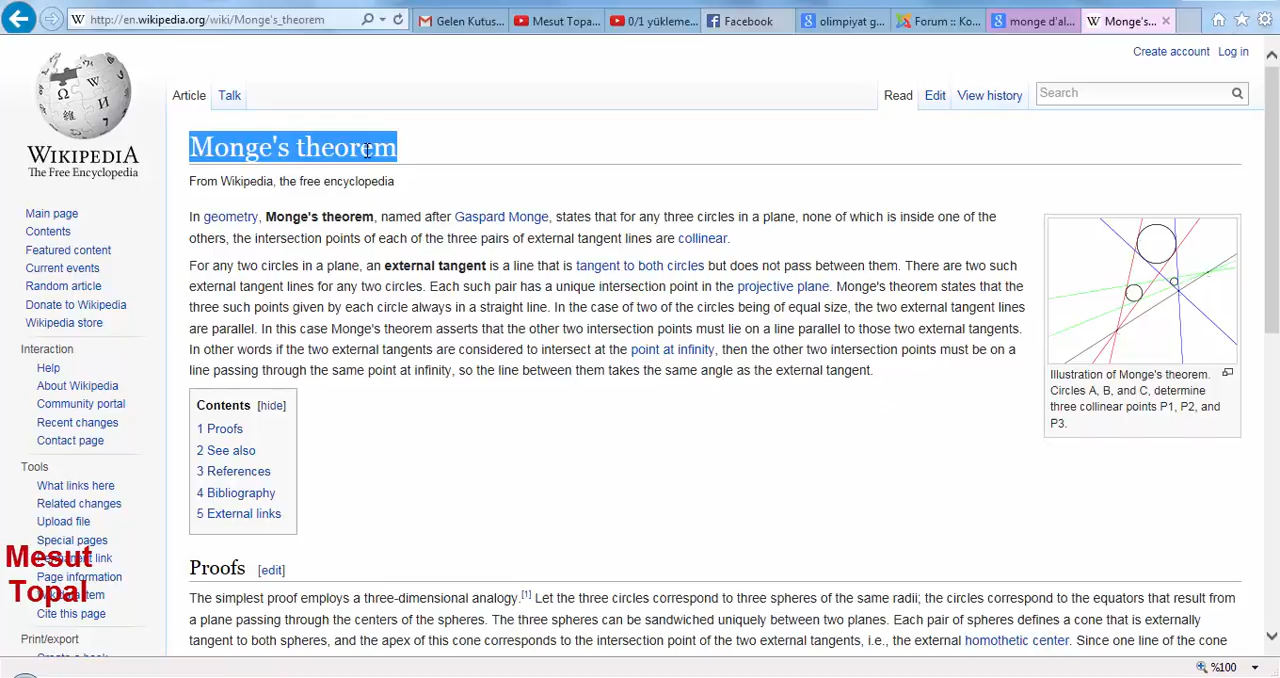 http://en.wikipedia.org/wiki/Monge's_theorem
Gelen Kutus...
Mesut Topa...
0/1 yükleme...
Facebook
olimpiyat g...
Forum :: Ko...
monge d'al...
Monge's...
Create account Log in
Article Talk
Read Edit View history
Search
WIKIPEDIA
The Free Encyclopedia
Main page
Contents
Featured content
Current events
Random article
Donate to Wikipedia
Wikipedia store
Interaction
Help
About Wikipedia
Community portal
Recent changes
Contact page
Tools
What links here
Related changes
Upload file
Special pages
link
Page information
Cite this page
Print/export
Mesut
Topal
Monge's theorem
From Wikipedia, the free encyclopedia
In geometry, Monge's theorem, named after Gaspard Monge, states that for any three circles in a plane, none of which is inside one of the
others, the intersection points of each of the three pairs of external tangent lines are collinear.
For any two circles in a plane, an external tangent is a line that is tangent to both circles but does not pass between them. There are two such
external tangent lines for any two circles. Each such pair has a unique intersection point in the projective plane. Monge's theorem states that the
three such points given by each circle always in a straight line. In the case of two of the circles being of equal size, the two external tangent lines
are parallel. In this case Monge's theorem asserts that the other two intersection points must lie on a line parallel to those two external tangents.
In other words if the two external tangents are considered to intersect at the point at infinity, then the other two intersection points must be on a
line passing through the same point at infinity, so the line between them takes the same angle as the external tangent.
Illustration of Monge's theorem.
Circles A, B, and C, determine
three collinear points P1, P2, and
P3.
Contents [hide]
1 Proofs
2 See also
3 References
4 Bibliography
5 External links
Proofs [edit]
The simplest proof employs a three-dimensional analogy.[1] Let the three circles correspond to three spheres of the same radii; the circles correspond to the equators that result from
a plane passing through the centers of the spheres. The three spheres can be sandwiched uniquely between two planes. Each pair of spheres defines a cone that is externally
tangent to both spheres, and the apex of this cone corresponds to the intersection point of the two external tangents, i.e., the external homothetic center. Since one line of the cone
%100